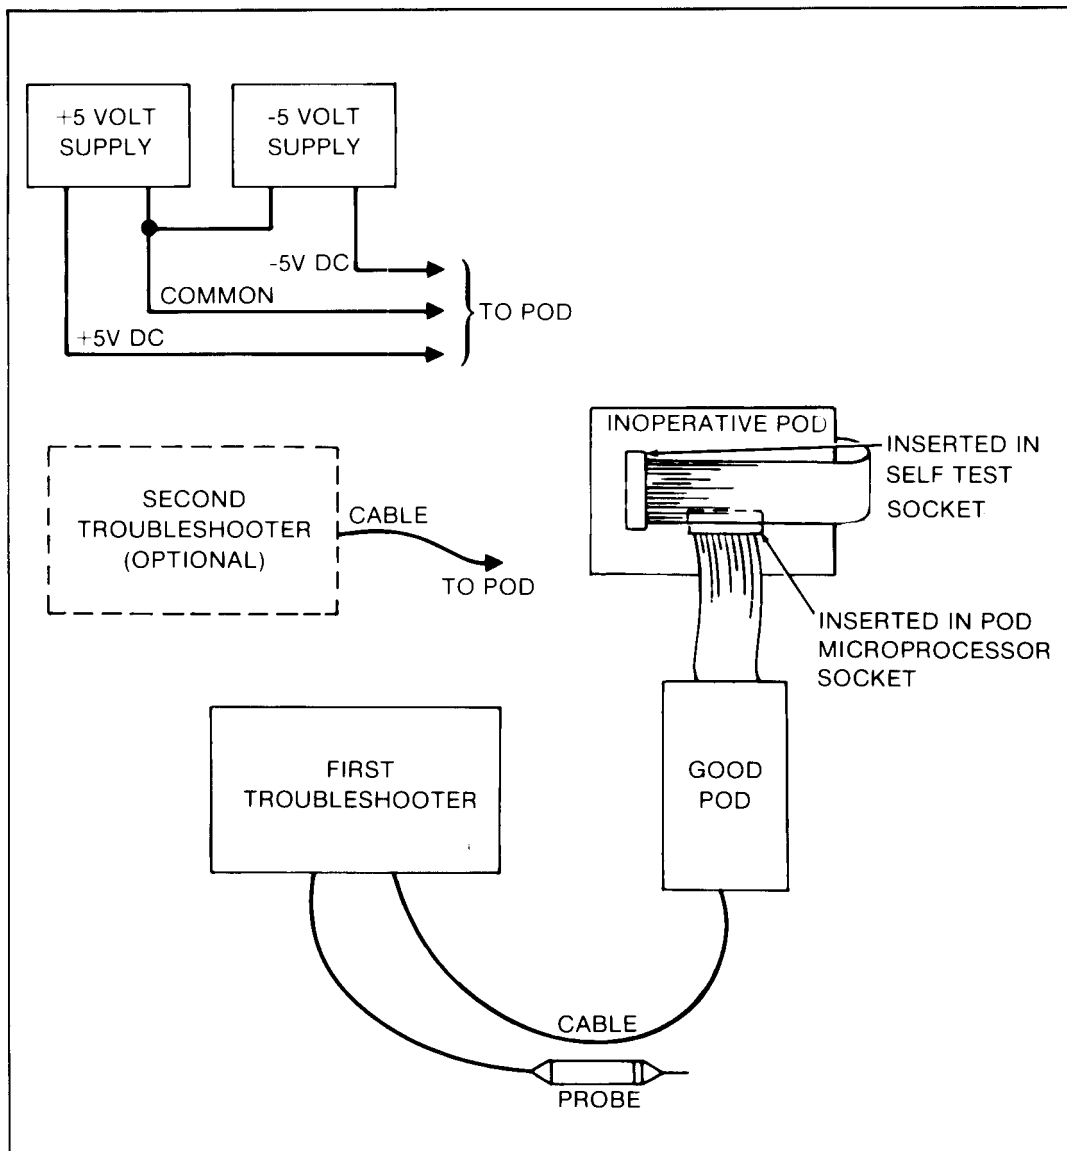 +5 VOLT
SUPPLY
-5 VOLT
SUPPLY
-5V DC
COMMON
+5V DC
TO POD
INOPERATIVE POD
INSERTED IN
SELF TEST
SOCKET
SECOND
TROUBLESHOOTER
(OPTIONAL)
CABLE
TO POD
INSERTED IN POD
MICROPROCESSOR
SOCKET
FIRST
TROUBLESHOOTER
GOOD
POD
CABLE
PROBE